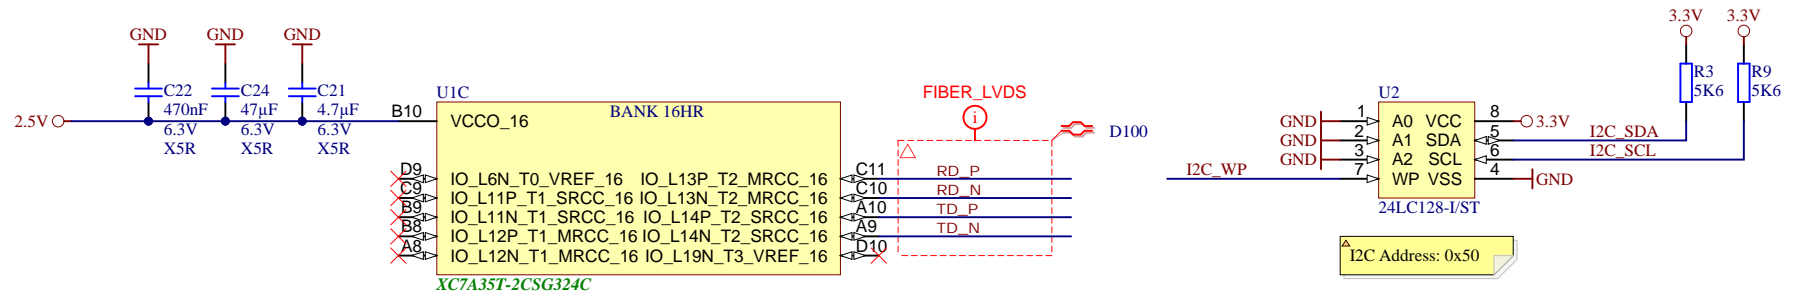 GND
GND
GND
C22
470nF
6.3V
X5R
C24
47µF
6.3V
X5R
C21
4.7µF
6.3V
X5R
2.5V
U1C
BANK 16HR
B10
VCCO_16
D9
IO_L6N_T0_VREF_16
IO_L13P_T2_MRCC_16
C11
C9
IO_L11P_T1_SRCC_16
IO_L13N_T2_MRCC_16
C10
B9
IO_L11N_T1_SRCC_16
IO_L14P_T2_SRCC_16
A10
B8
IO_L12P_T1_MRCC_16
IO_L14N_T2_SRCC_16
A9
A8
IO_L12N_T1_MRCC_16
IO_L19N_T3_VREF_16
D10
XC7A35T-2CSG324C
FIBER_LVDS
i
D100
RD_P
RD_N
TD_P
TD_N
3.3V
3.3V
R3
5K6
R9
5K6
U2
GND
1
A0
VCC
8
3.3V
GND
2
A1
SDA
5
I2C_SDA
GND
3
A2
SCL
6
I2C_SCL
I2C_WP
7
WP
VSS
4
GND
24LC128-I/ST
I2C Address: 0x50